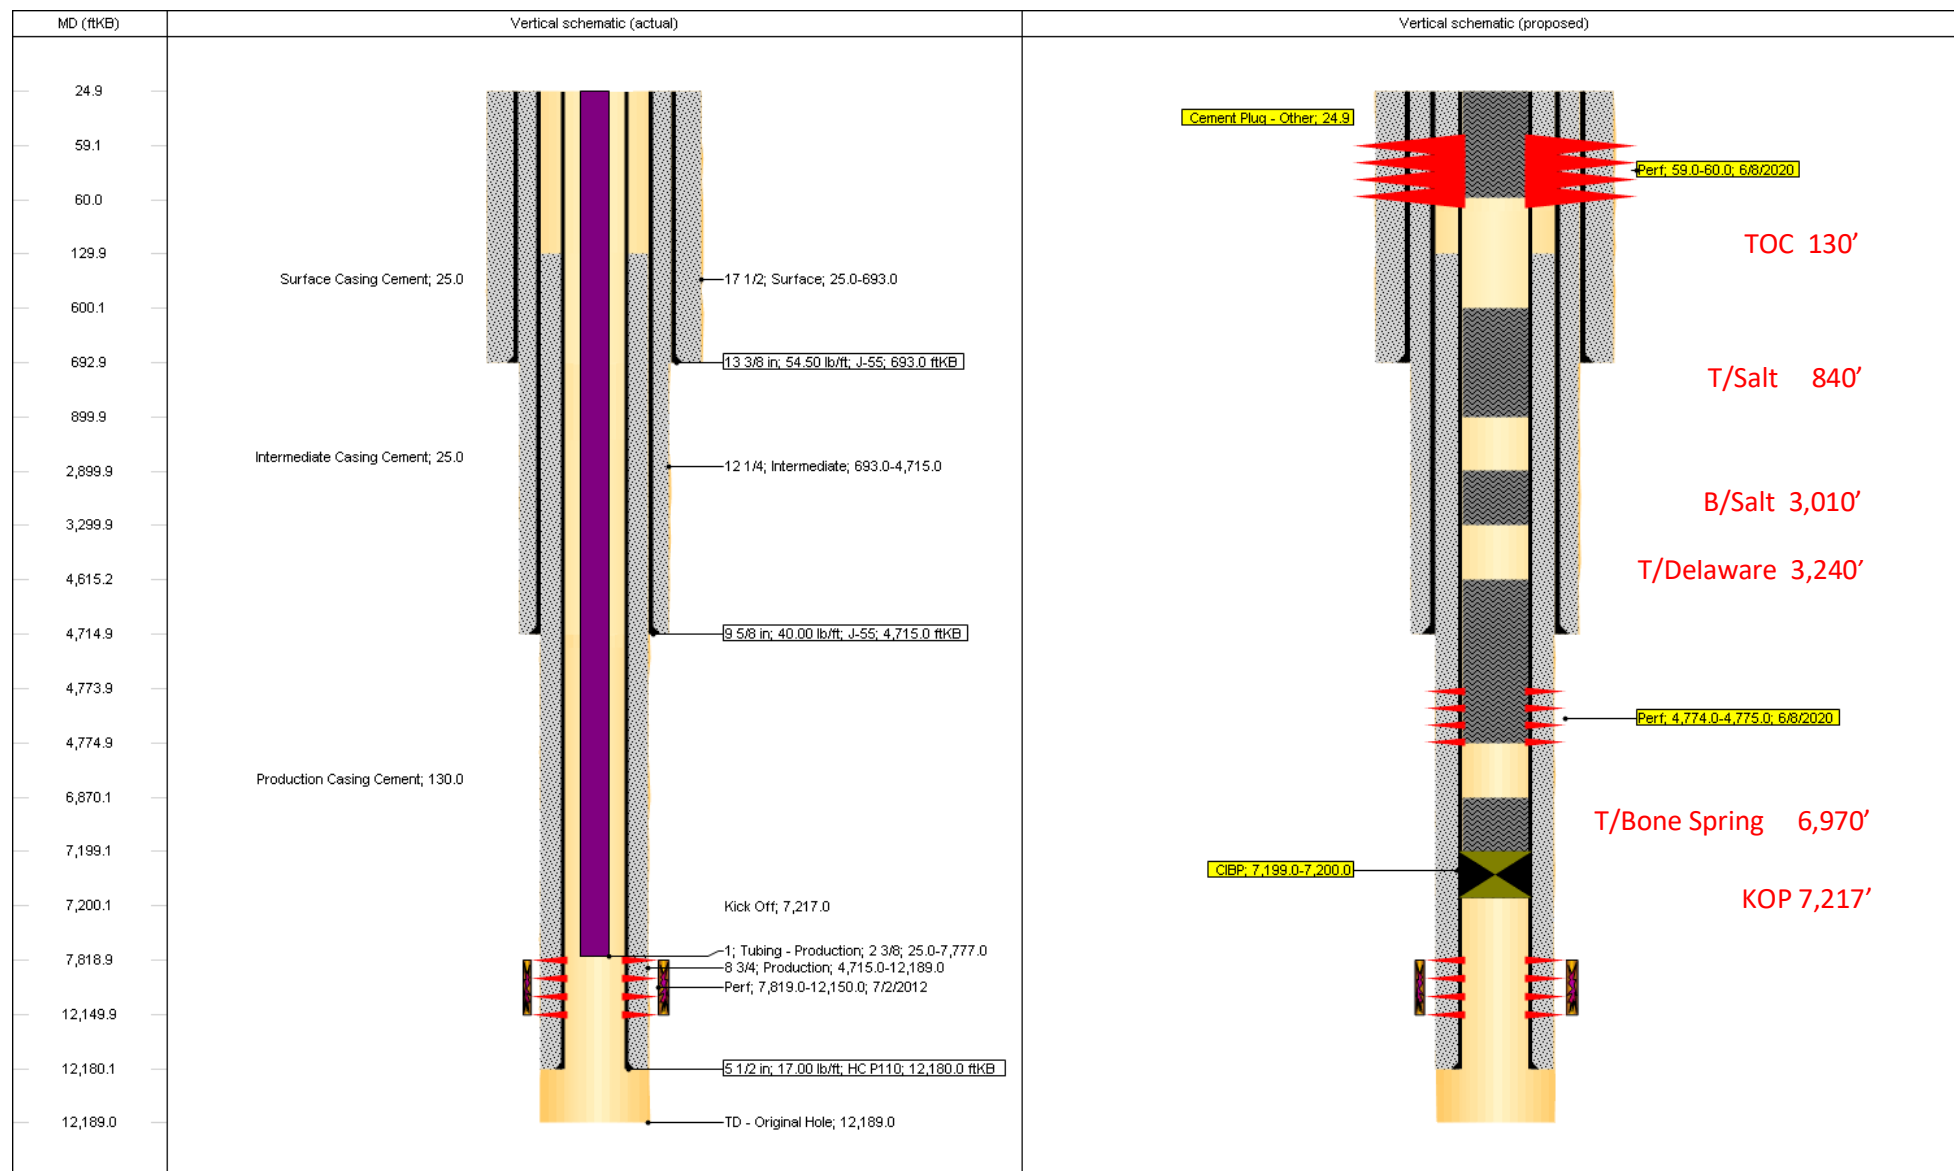 MD (ftKB)
Vertical schematic (actual)
Vertical schematic (proposed)
24.9
59.1
60.0
129.9
600.1
692.9
899.9
2,899.9
3,299.9
4,615.2
4,714.9
4,773.9
4,774.9
6,870.1
7,199.1
7,200.1
7,818.9
12,149.9
12,180.1
12,189.0
Surface Casing Cement; 25.0
17 1/2; Surface; 25.0-693.0
13 3/8 in; 54.50 lb/ft; J-55; 693.0 ftKB
Intermediate Casing Cement; 25.0
12 1/4; Intermediate; 693.0-4,715.0
9 5/8 in; 40.00 lb/ft; J-55; 4,715.0 ftKB
Production Casing Cement; 130.0
Kick Off; 7,217.0
1; Tubing - Production; 2 3/8; 25.0-7,777.0
8 3/4; Production; 4,715.0-12,189.0
Perf; 7,819.0-12,150.0; 7/2/2012
5 1/2 in; 17.00 lb/ft; HC P110; 12,180.0 ftKB
TD - Original Hole; 12,189.0
Cement Plug - Other; 24.9
Perf; 59.0-60.0; 6/8/2020
TOC 130’
T/Salt 840’
B/Salt 3,010’
T/Delaware 3,240’
Perf; 4,774.0-4,775.0; 6/8/2020
T/Bone Spring 6,970’
CIBP; 7,199.0-7,200.0
KOP 7,217’